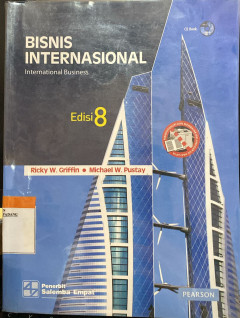 BISNIS
INTERNASIONAL
International Business
Edisi 8
Ricky W. Griffin • Michael W. Pustay
Penerbit
Salemba Empat
PEARSON